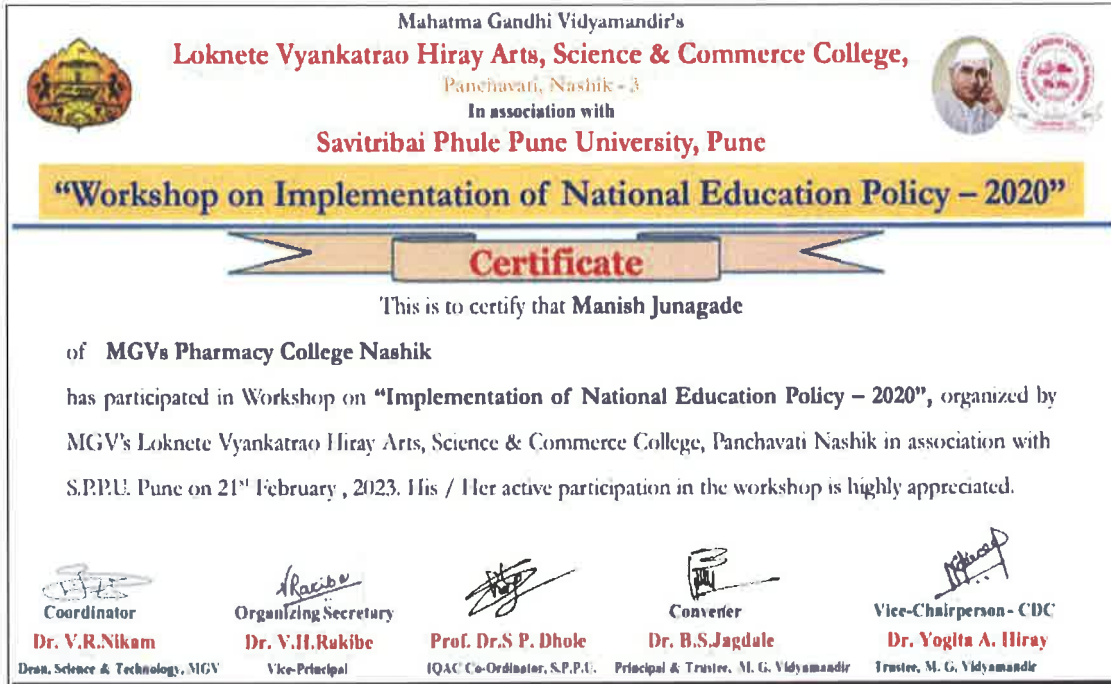 Mahatma Gandhi Vidyamandir's
Loknete Vyankatrao Hiray Arts, Science & Commerce College,
Panchavati, Nashik - 3
In association with
Savitribai Phule Pune University, Pune
“Workshop on Implementation of National Education Policy – 2020”
Certificate
This is to certify that Manish Junagade
of MGVs Pharmacy College Nashik
has participated in Workshop on “Implementation of National Education Policy – 2020”, organized by
MGV's Loknete Vyankatrao Hiray Arts, Science & Commerce College, Panchavati Nashik in association with
S.P.P.U. Pune on 21st February , 2023. His / Her active participation in the workshop is highly appreciated.
Coordinator Organizing Secretary Convener Vice-Chairperson - CDC
Dr. V.R.Nikam Dr. V.H.Rakibe Prof. Dr.S P. Dhole Dr. B.S.Jagdale Dr. Yogita A. Hiray
Dean, Science & Technology, MGV Vice-Principal IQAC Co-Ordinator, S.P.P.U. Principal & Trustee, M. G. Vidyamandir Trustee, M. G. Vidyamandir